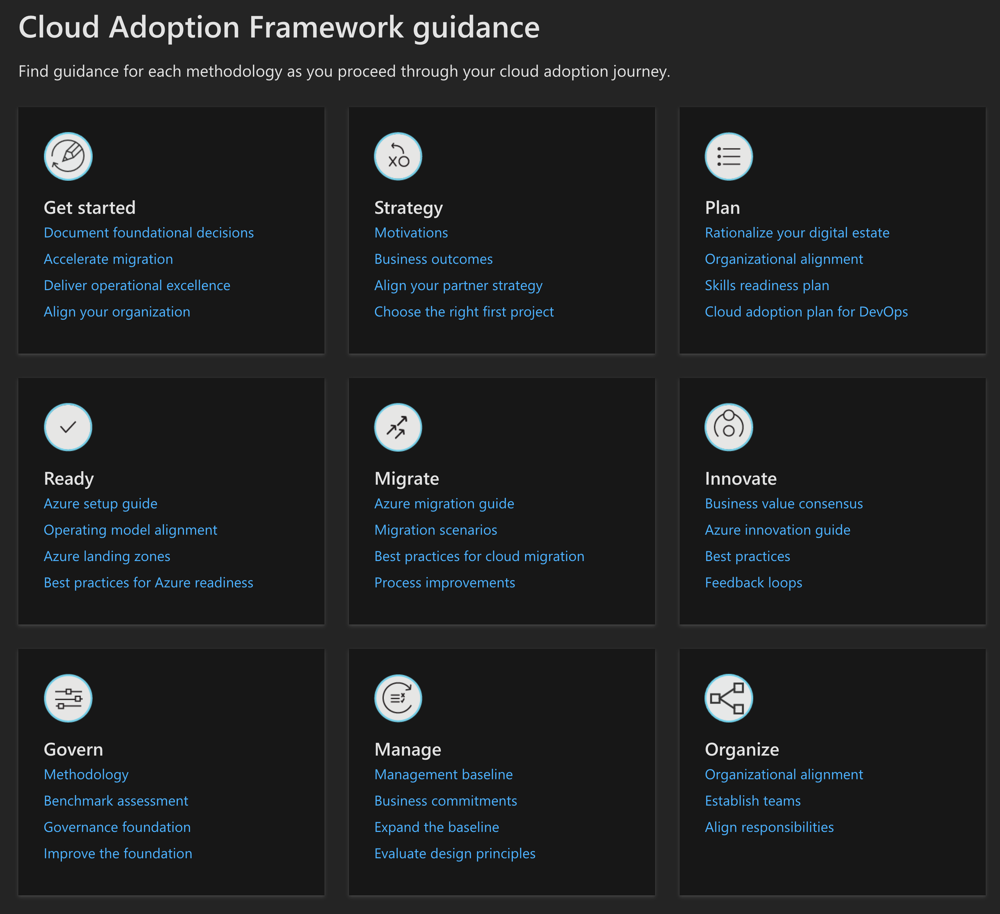 Cloud Adoption Framework guidance
Find guidance for each methodology as you proceed through your cloud adoption journey.
Get started
Document foundational decisions
Accelerate migration
Deliver operational excellence
Align your organization
Strategy
Motivations
Business outcomes
Align your partner strategy
Choose the right first project
Plan
Rationalize your digital estate
Organizational alignment
Skills readiness plan
Cloud adoption plan for DevOps
Ready
Azure setup guide
Operating model alignment
Azure landing zones
Best practices for Azure readiness
Migrate
Azure migration guide
Migration scenarios
Best practices for cloud migration
Process improvements
Innovate
Business value consensus
Azure innovation guide
Best practices
Feedback loops
Govern
Methodology
Benchmark assessment
Governance foundation
Improve the foundation
Manage
Management baseline
Business commitments
Expand the baseline
Evaluate design principles
Organize
Organizational alignment
Establish teams
Align responsibilities